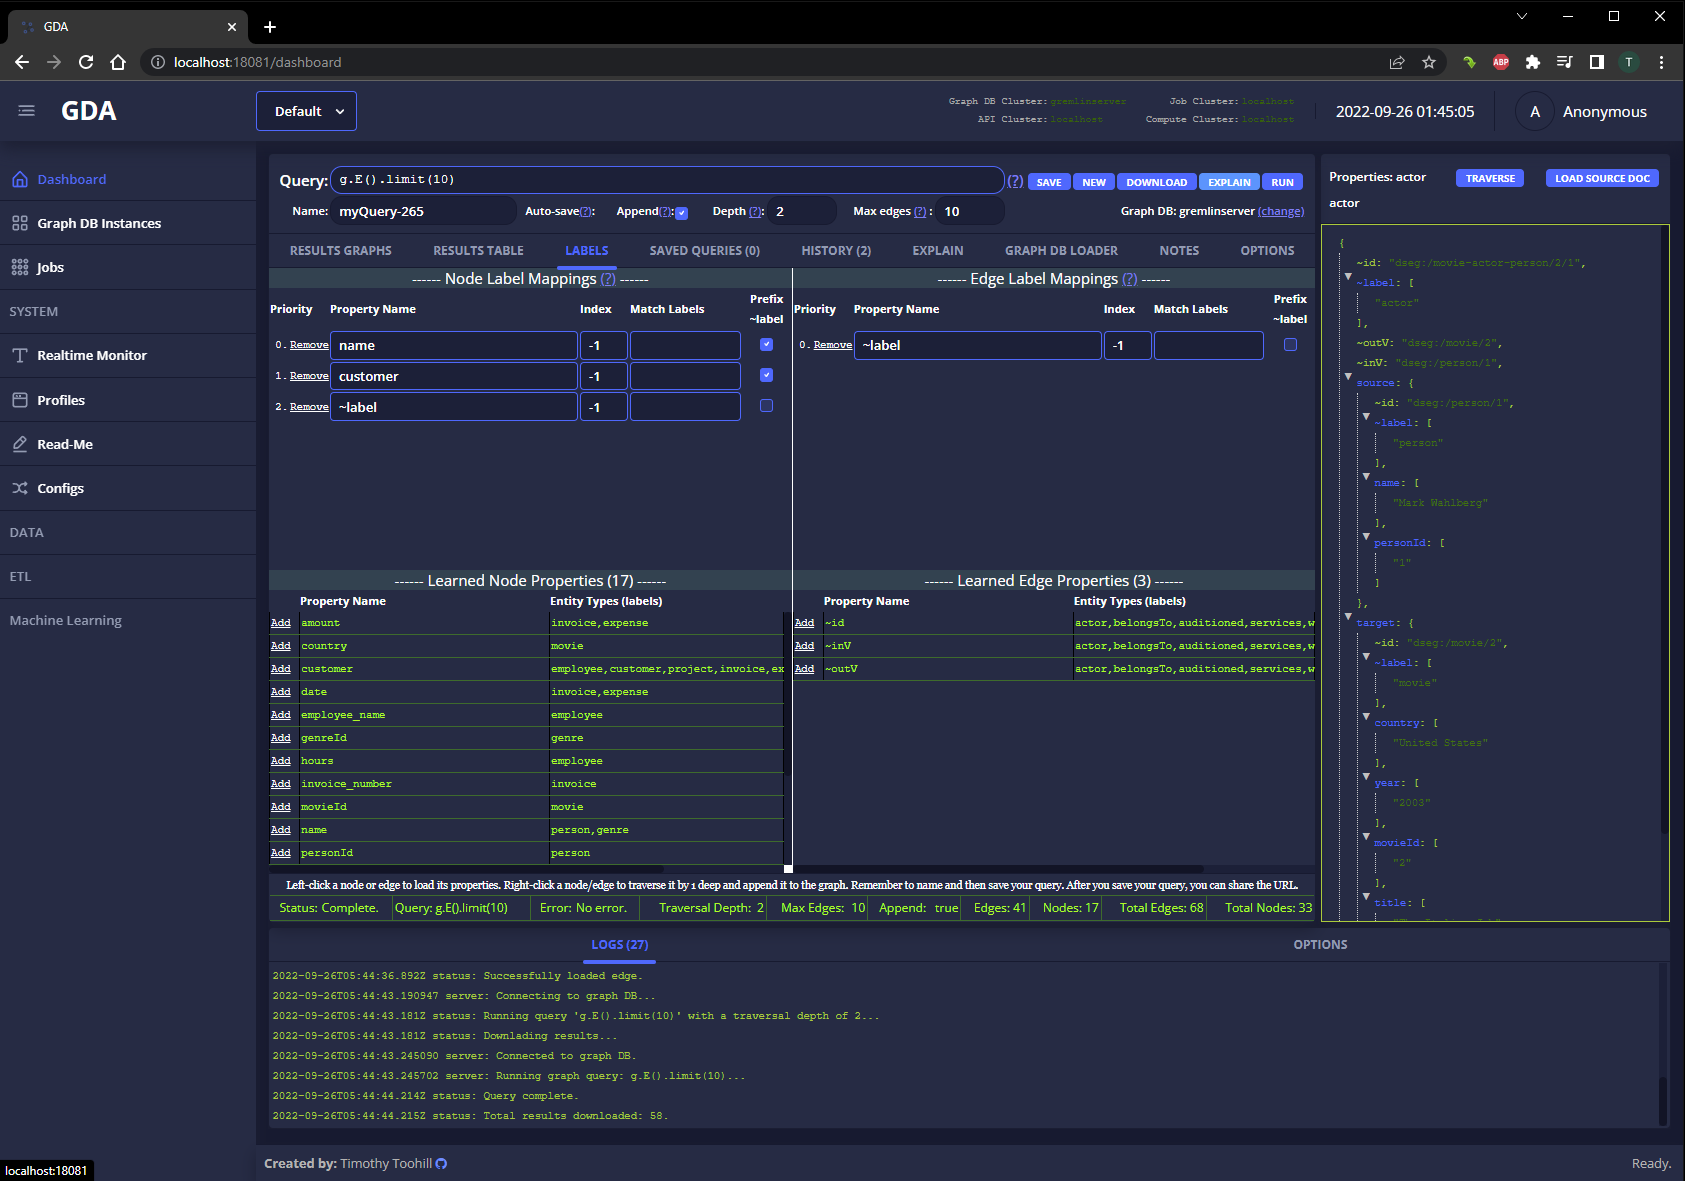 GDA
localhost:18081/dashboard
ABP
T
GDA
Default
Graph DB Cluster: gremlinserver
Job Cluster: localhost
API Cluster: localhost
Compute Cluster: localhost
2022-09-26 01:45:05
A
Anonymous
Dashboard
Graph DB Instances
Jobs
SYSTEM
Realtime Monitor
Profiles
Read-Me
Configs
DATA
ETL
Machine Learning
Query: g.E().limit(10) (?) SAVE NEW DOWNLOAD EXPLAIN RUN
Name: myQuery-265 Auto-save(?): Append(?): Depth (?): 2 Max edges (?) : 10 Graph DB: gremlinserver (change)
RESULTS GRAPHS RESULTS TABLE LABELS SAVED QUERIES (0) HISTORY (2) EXPLAIN GRAPH DB LOADER NOTES OPTIONS
------ Node Label Mappings (?) ------
Priority Property Name Index Match Labels Prefix ~label
0. Remove name -1
1. Remove customer -1
2. Remove ~label -1
------ Edge Label Mappings (?) ------
Priority Property Name Index Match Labels Prefix ~label
0. Remove ~label -1
------ Learned Node Properties (17) ------
Property Name Entity Types (labels)
Add amount invoice,expense
Add country movie
Add customer employee,customer,project,invoice,ex
Add date invoice,expense
Add employee_name employee
Add genreId genre
Add hours employee
Add invoice_number invoice
Add movieId movie
Add name person,genre
Add personId person
------ Learned Edge Properties (3) ------
Property Name Entity Types (labels)
Add ~id actor,belongsTo,auditioned,services,w
Add ~inV actor,belongsTo,auditioned,services,w
Add ~outV actor,belongsTo,auditioned,services,w
Left-click a node or edge to load its properties. Right-click a node/edge to traverse it by 1 deep and append it to the graph. Remember to name and then save your query. After you save your query, you can share the URL.
Status: Complete. Query: g.E().limit(10) Error: No error. Traversal Depth: 2 Max Edges: 10 Append: true Edges: 41 Nodes: 17 Total Edges: 68 Total Nodes: 33
Properties: actor TRAVERSE LOAD SOURCE DOC
actor
{
~id: "dseg:/movie-actor-person/2/1",
~label: [
"actor"
],
~outV: "dseg:/movie/2",
~inV: "dseg:/person/1",
source: {
~id: "dseg:/person/1",
~label: [
"person"
],
name: [
"Mark Wahlberg"
],
personId: [
"1"
]
},
target: {
~id: "dseg:/movie/2",
~label: [
"movie"
],
country: [
"United States"
],
year: [
"2003"
],
movieId: [
"2"
],
title: [
LOGS (27) OPTIONS
2022-09-26T05:44:36.892Z status: Successfully loaded edge.
2022-09-26T05:44:43.190947 server: Connecting to graph DB...
2022-09-26T05:44:43.181Z status: Running query 'g.E().limit(10)' with a traversal depth of 2...
2022-09-26T05:44:43.181Z status: Downlading results...
2022-09-26T05:44:43.245090 server: Connected to graph DB.
2022-09-26T05:44:43.245702 server: Running graph query: g.E().limit(10)...
2022-09-26T05:44:44.214Z status: Query complete.
2022-09-26T05:44:44.215Z status: Total results downloaded: 58.
Created by: Timothy Toohill
Ready.
localhost:18081